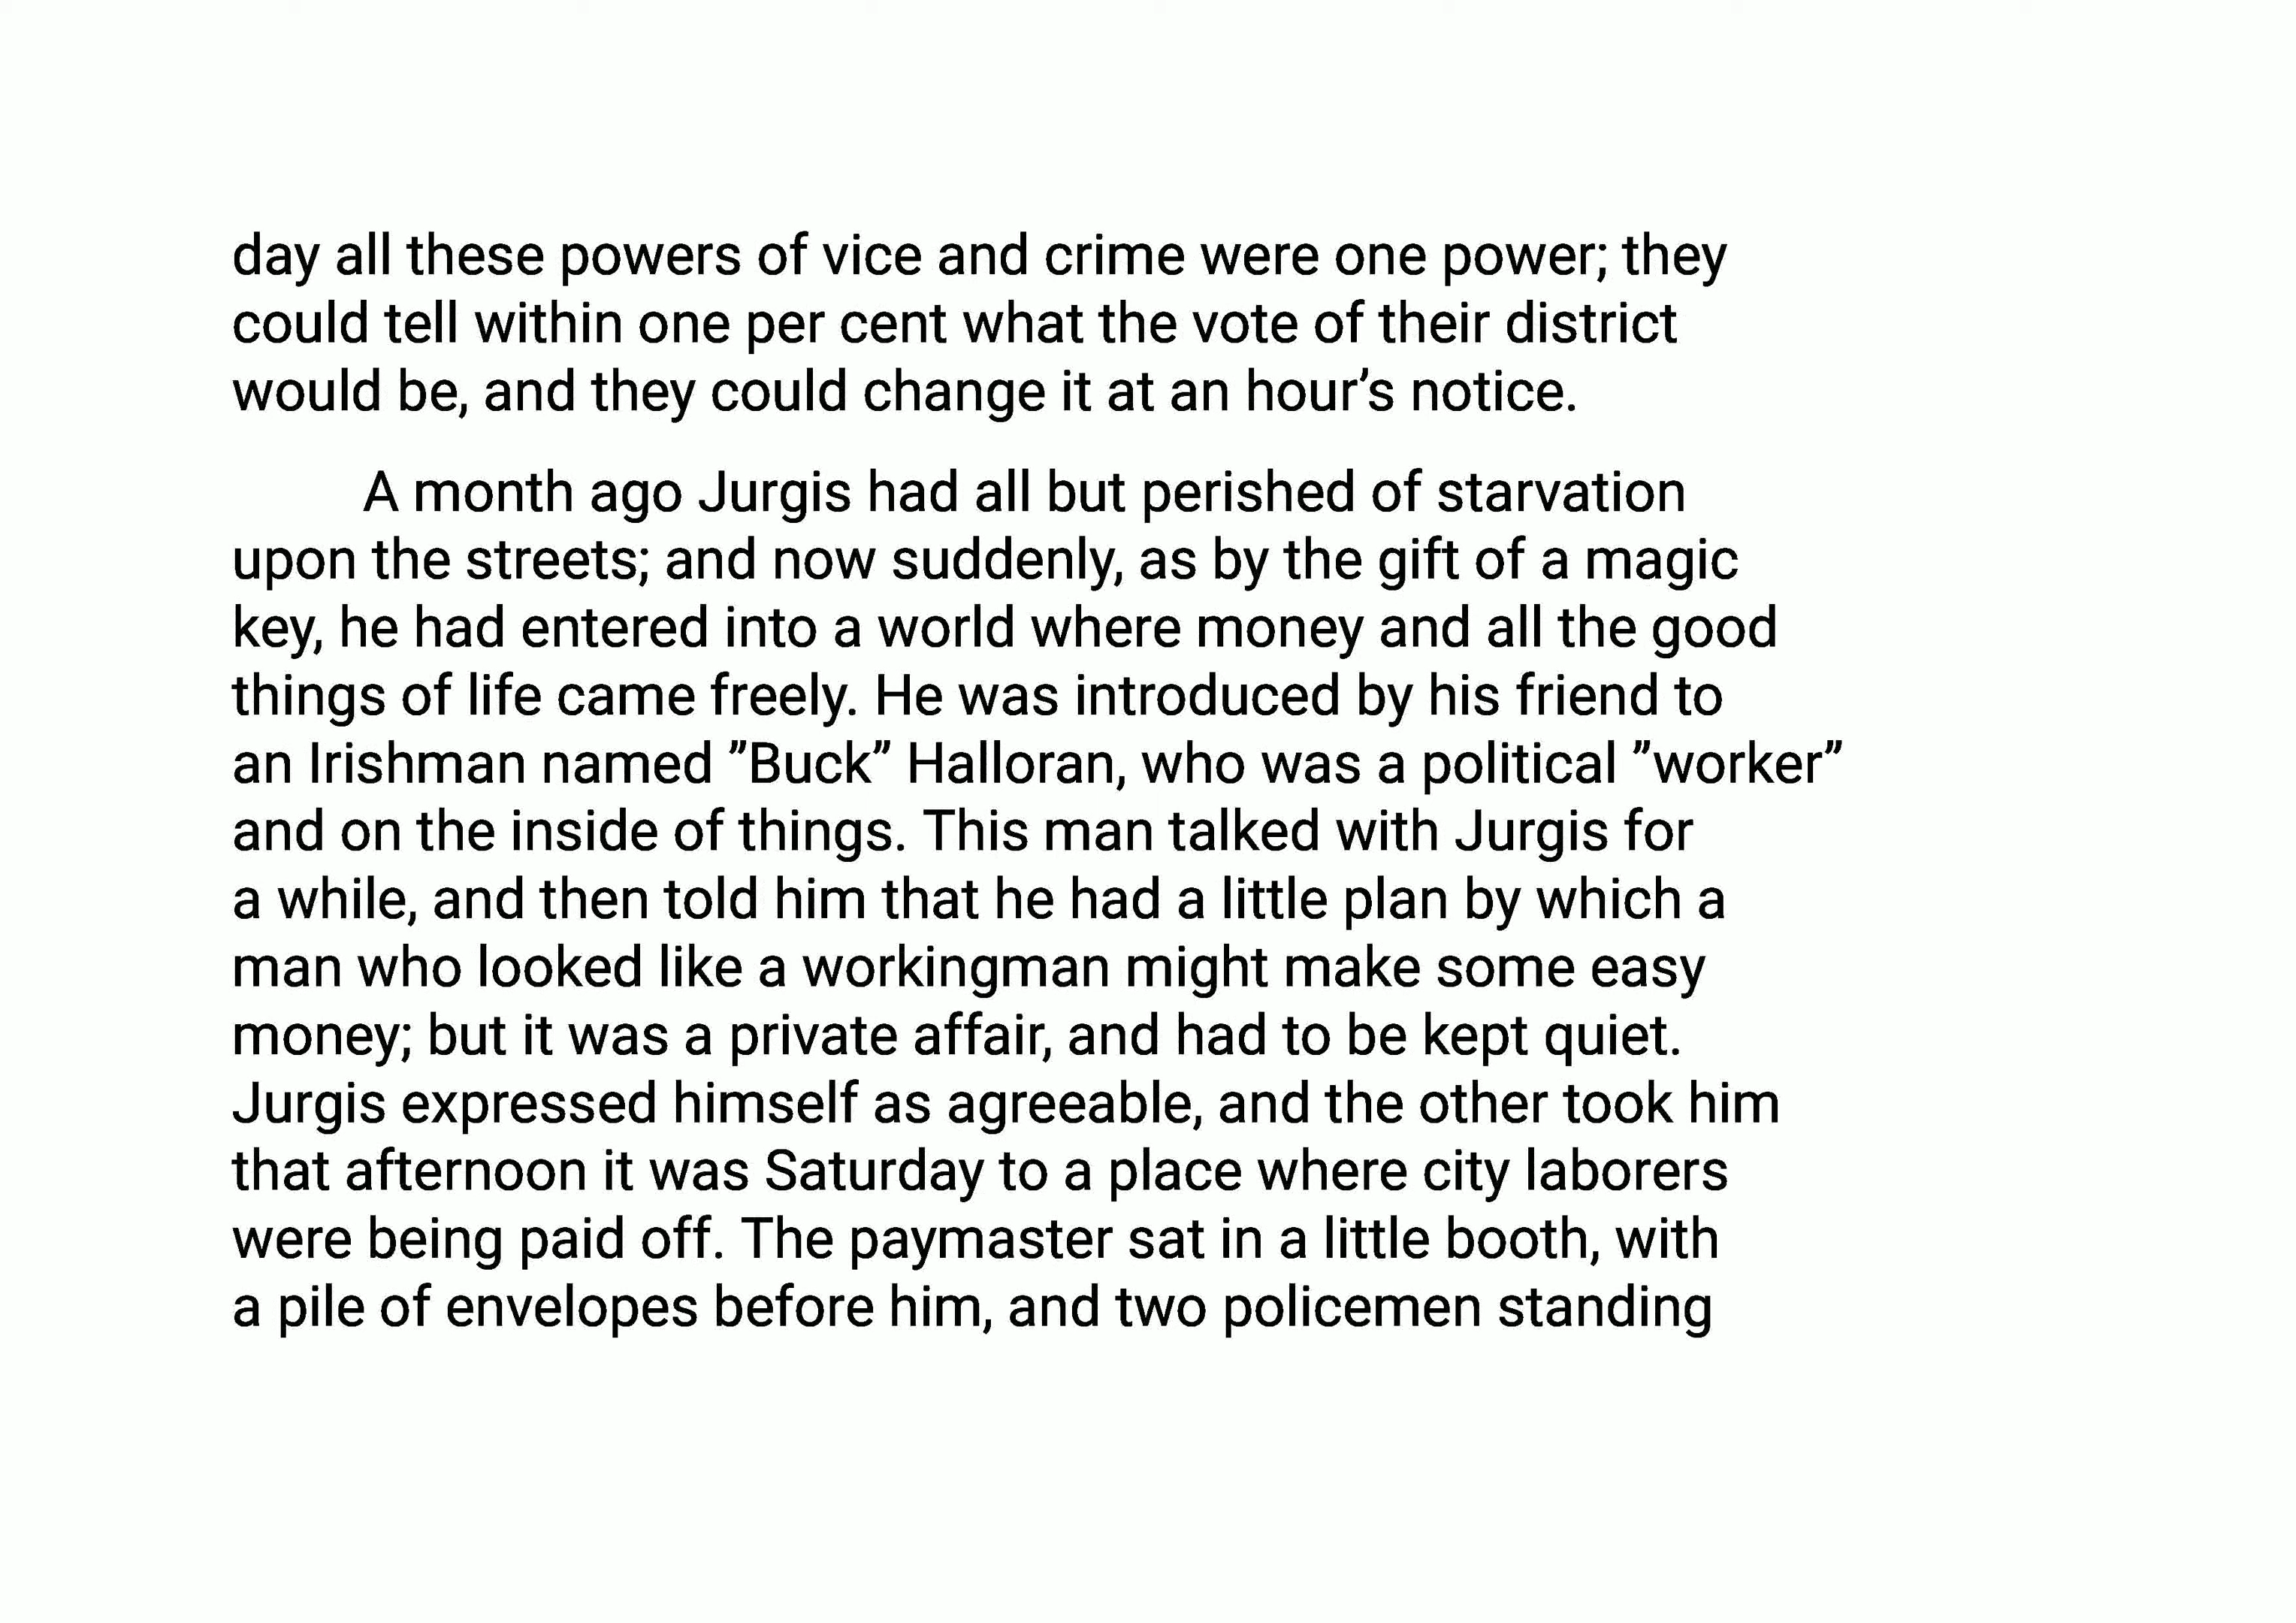 day all these powers of vice and crime were one power; they
could tell within one per cent what the vote of their district
would be, and they could change it at an hour’s notice.
A month ago Jurgis had all but perished of starvation
upon the streets; and now suddenly, as by the gift of a magic
key, he had entered into a world where money and all the good
things of life came freely. He was introduced by his friend to
an Irishman named ”Buck” Halloran, who was a political ”worker”
and on the inside of things. This man talked with Jurgis for
a while, and then told him that he had a little plan by which a
man who looked like a workingman might make some easy
money; but it was a private affair, and had to be kept quiet.
Jurgis expressed himself as agreeable, and the other took him
that afternoon it was Saturday to a place where city laborers
were being paid off. The paymaster sat in a little booth, with
a pile of envelopes before him, and two policemen standing